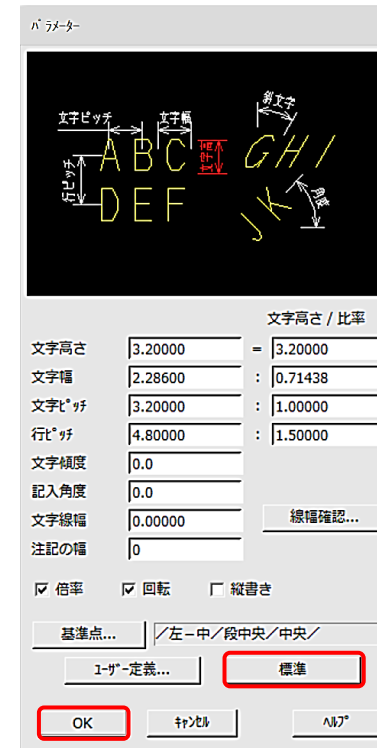 ﾊﾟﾗﾒｰﾀｰ
文字ピッチ 文字幅 斜文字
行ピッチ A B C 文字高 G H I
D E F J K 角度
文字高さ / 比率
文字高さ 3.20000 = 3.20000
文字幅 2.28600 : 0.71438
文字ﾋﾟｯﾁ 3.20000 : 1.00000
行ﾋﾟｯﾁ 4.80000 : 1.50000
文字傾度 0.0
記入角度 0.0
文字線幅 0.00000 線幅確認...
注記の幅 0
倍率 回転 縦書き
基準点... ／左－中／段中央／中央／
ﾕｰｻﾞｰ定義... 標準
OK ｷｬﾝｾﾙ ﾍﾙﾌﾟ